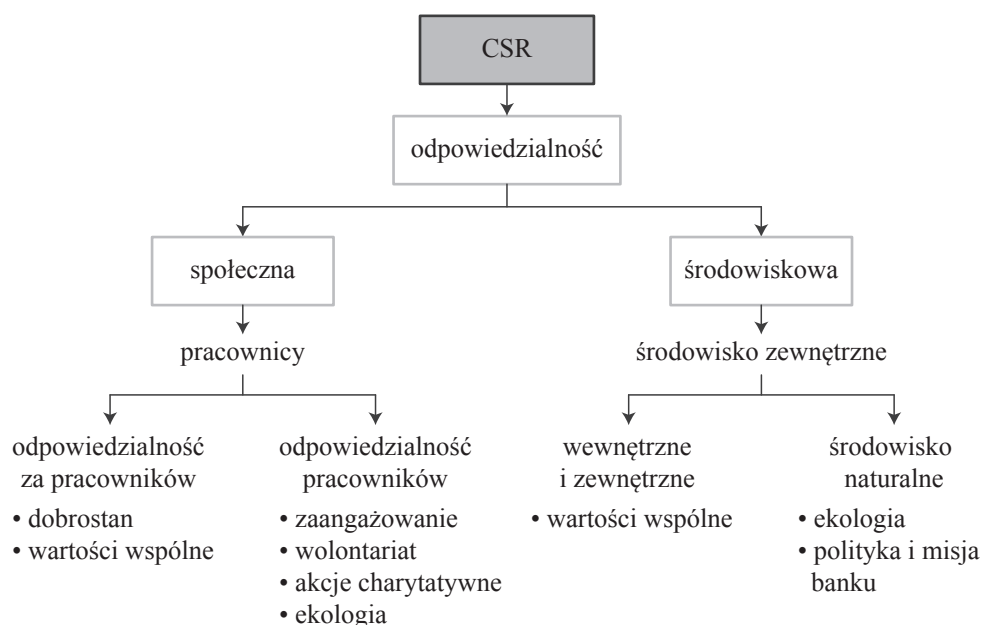 CSR
odpowiedzialność
społeczna
środowiskowa
pracownicy
środowisko zewnętrzne
odpowiedzialność
za pracowników
• dobrostan
• wartości wspólne
odpowiedzialność
pracowników
• zaangażowanie
• wolontariat
• akcje charytatywne
• ekologia
wewnętrzne
i zewnętrzne
• wartości wspólne
środowisko
naturalne
• ekologia
• polityka i misja
banku